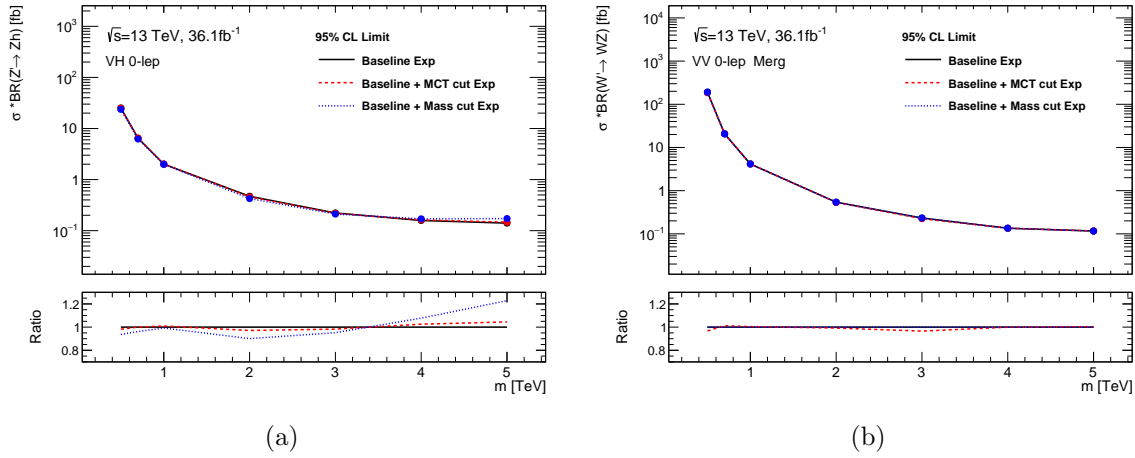 σ *BR(Z'→ Zh) [fb]
10²
10
1
10⁻¹
√s=13 TeV, 36.1fb⁻¹
VH 0-lep
95% CL Limit
Baseline Exp
Baseline + MCT cut Exp
Baseline + Mass cut Exp
Ratio
1.2
1
0.8
1 2 3 4 5
m [TeV]
(a)
σ *BR(W'→ WZ) [fb]
10⁴
10³
10²
10
1
10⁻¹
√s=13 TeV, 36.1fb⁻¹
VV 0-lep Merg
95% CL Limit
Baseline Exp
Baseline + MCT cut Exp
Baseline + Mass cut Exp
Ratio
1.2
1
0.8
1 2 3 4 5
m [TeV]
(b)